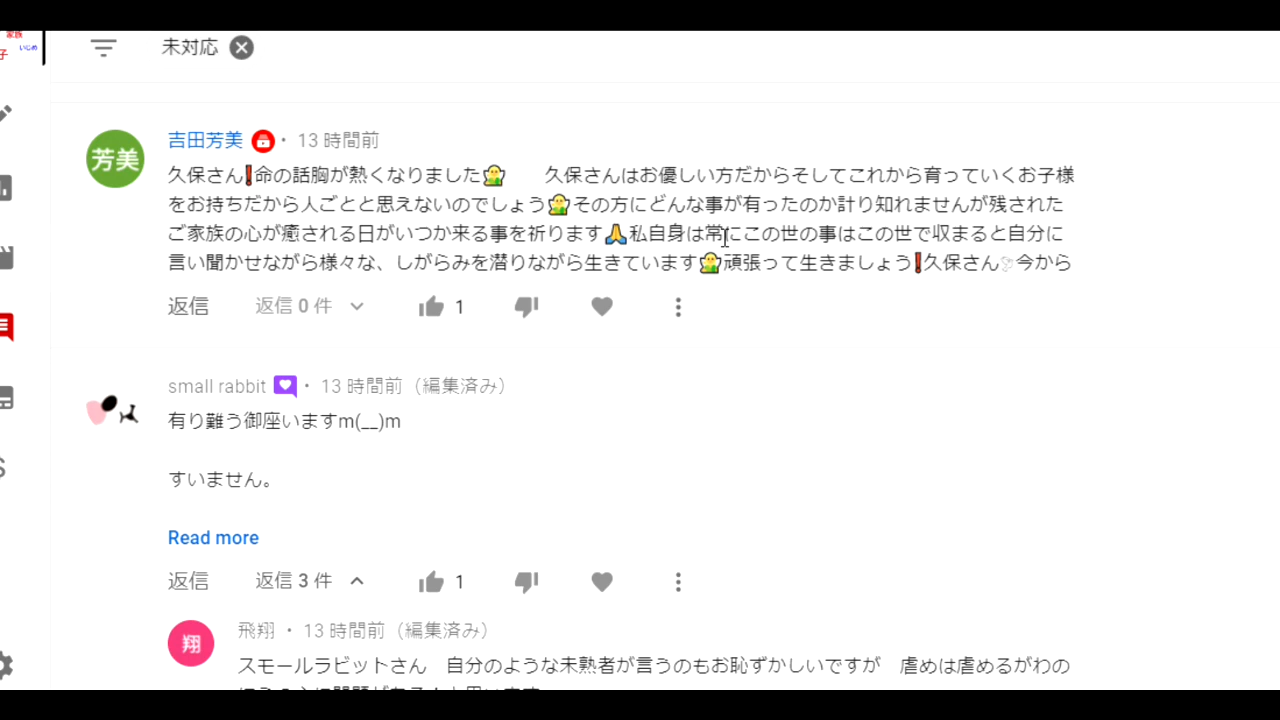 家族
いじめ
子
未対応
芳美
吉田芳美 · 13 時間前
久保さん❗命の話胸が熱くなりました 久保さんはお優しい方だからそしてこれから育っていくお子様
をお持ちだから人ごとと思えないのでしょうその方にどんな事が有ったのか計り知れませんが残された
ご家族の心が癒される日がいつか来る事を祈ります🙏私自身は常にこの世の事はこの世で収まると自分に
言い聞かせながら様々な、しがらみを潜りながら生きています頑張って生きましょう❗久保さん🕊今から
返信 返信 0 件 1
small rabbit · 13 時間前（編集済み）
有り難う御座いますm(__)m
すいません。
Read more
返信 返信 3 件 1
翔
飛翔 · 13 時間前（編集済み）
スモールラビットさん 自分のような未熟者が言うのもお恥ずかしいですが 虐めは虐めるがわの